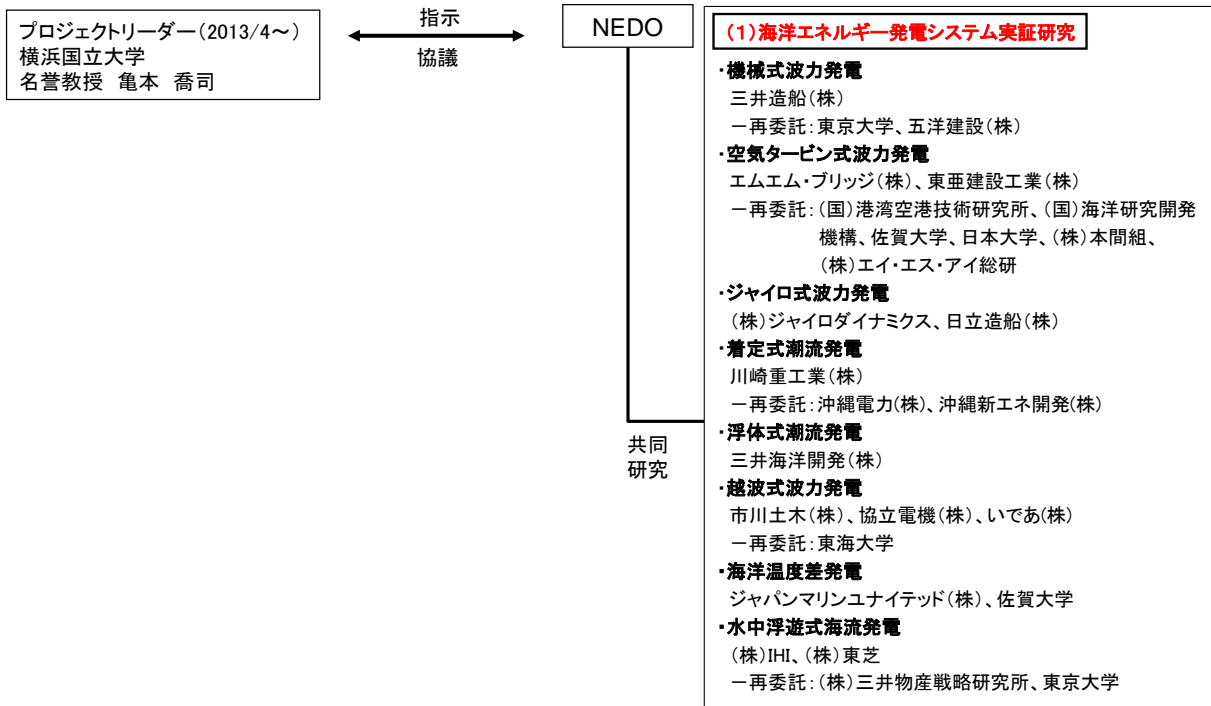 プロジェクトリーダー(2013/4～)
横浜国立大学
名誉教授 亀本 喬司
指示
協議
NEDO
共同
研究
(1)海洋エネルギー発電システム実証研究
・機械式波力発電
三井造船(株)
－再委託：東京大学、五洋建設(株)
・空気タービン式波力発電
エムエム・ブリッジ(株)、東亜建設工業(株)
－再委託：(国)港湾空港技術研究所、(国)海洋研究開発
機構、佐賀大学、日本大学、(株)本間組、
(株)エイ・エス・アイ総研
・ジャイロ式波力発電
(株)ジャイロダイナミクス、日立造船(株)
・着定式潮流発電
川崎重工業(株)
－再委託：沖縄電力(株)、沖縄新エネ開発(株)
・浮体式潮流発電
三井海洋開発(株)
・越波式波力発電
市川土木(株)、協立電機(株)、いであ(株)
－再委託：東海大学
・海洋温度差発電
ジャパンマリンユナイテッド(株)、佐賀大学
・水中浮遊式海流発電
(株)IHI、(株)東芝
－再委託：(株)三井物産戦略研究所、東京大学